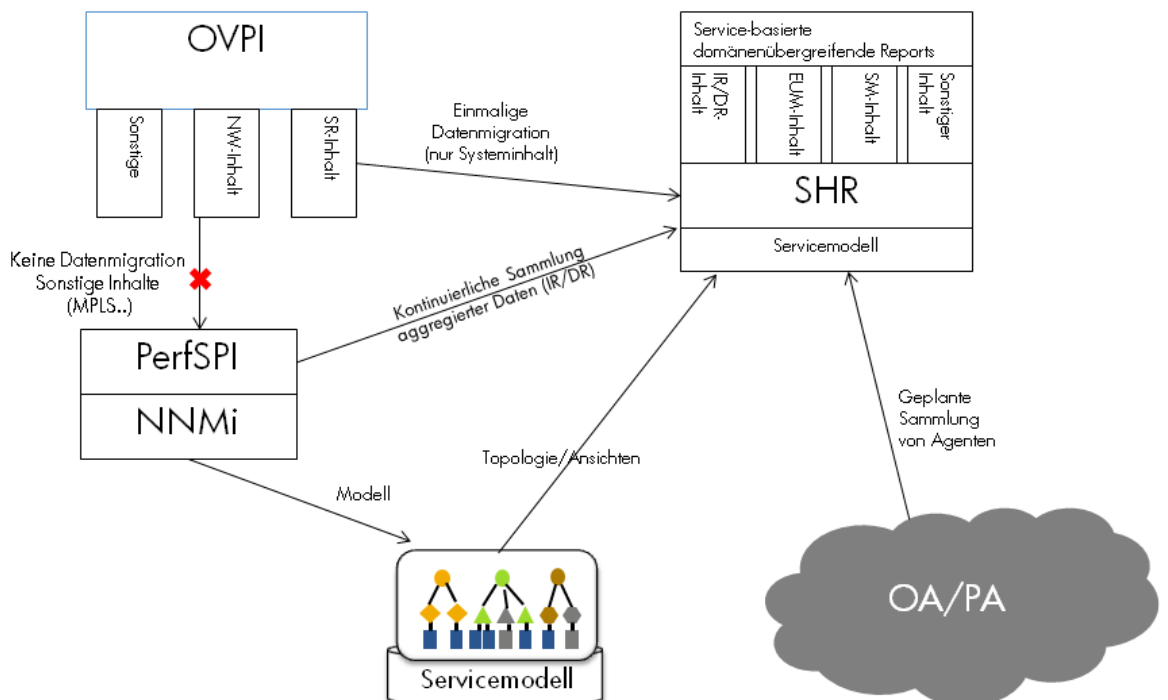 OVPI
Sonstige
NW-Inhalt
SR-Inhalt
Einmalige
Datenmigration
(nur Systeminhalt)
Service-basierte
domänenübergreifende Reports
IR/DR-
Inhalt
EUM-Inhalt
SM-Inhalt
Sonstiger
Inhalt
SHR
Servicemodell
Keine Datenmigration
Sonstige Inhalte
(MPLS..)
Kontinuierliche Sammlung
aggregierter Daten (IR/DR)
PerfSPI
NNMi
Geplante
Sammlung
von Agenten
Topologie/Ansichten
Modell
OA/PA
Servicemodell